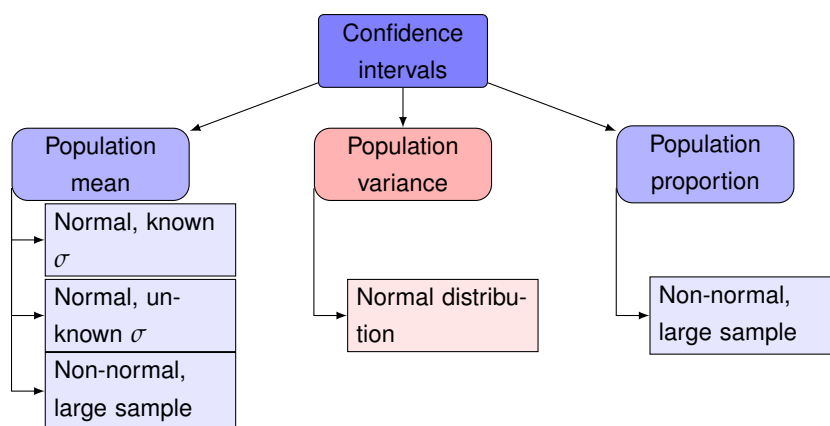 Confidence
intervals
Population
mean
Population
variance
Population
proportion
Normal, known
σ
Normal, un-
known σ
Non-normal,
large sample
Normal distribu-
tion
Non-normal,
large sample